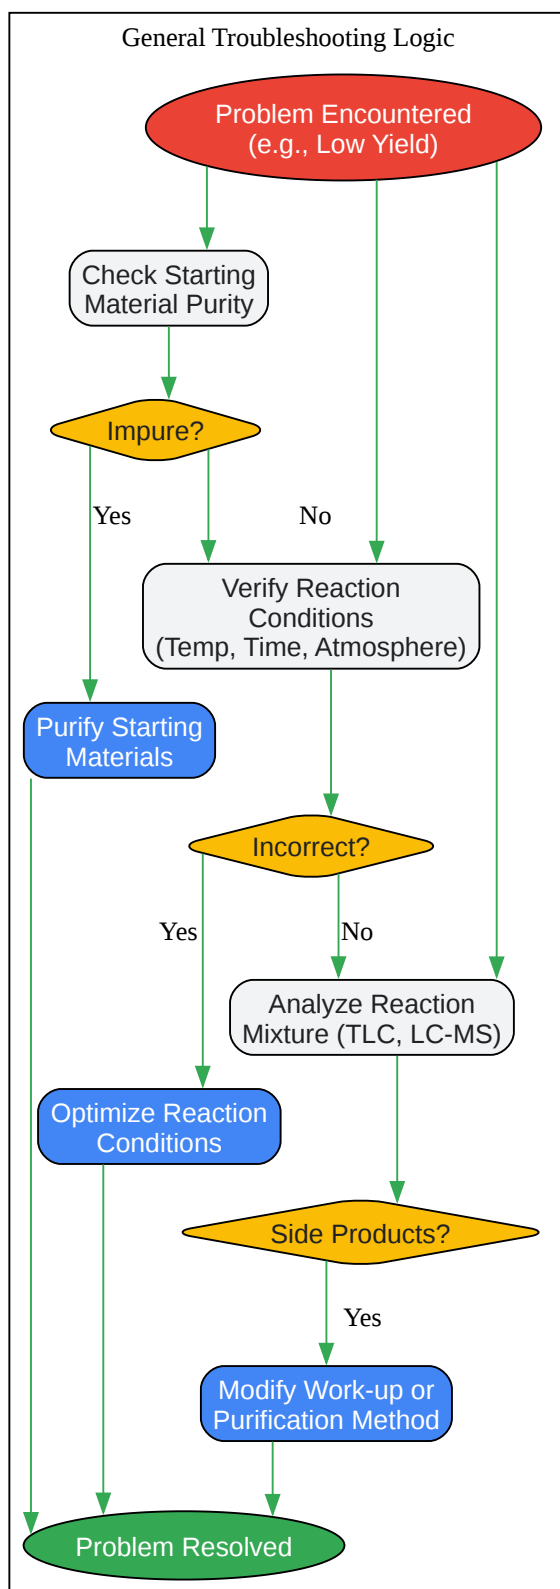 General Troubleshooting Logic
Problem Encountered
(e.g., Low Yield)
Check Starting
Material Purity
Impure?
Yes
No
Verify Reaction
Conditions
(Temp, Time, Atmosphere)
Purify Starting
Materials
Incorrect?
Yes
No
Analyze Reaction
Mixture (TLC, LC-MS)
Optimize Reaction
Conditions
Side Products?
Yes
Modify Work-up or
Purification Method
Problem Resolved